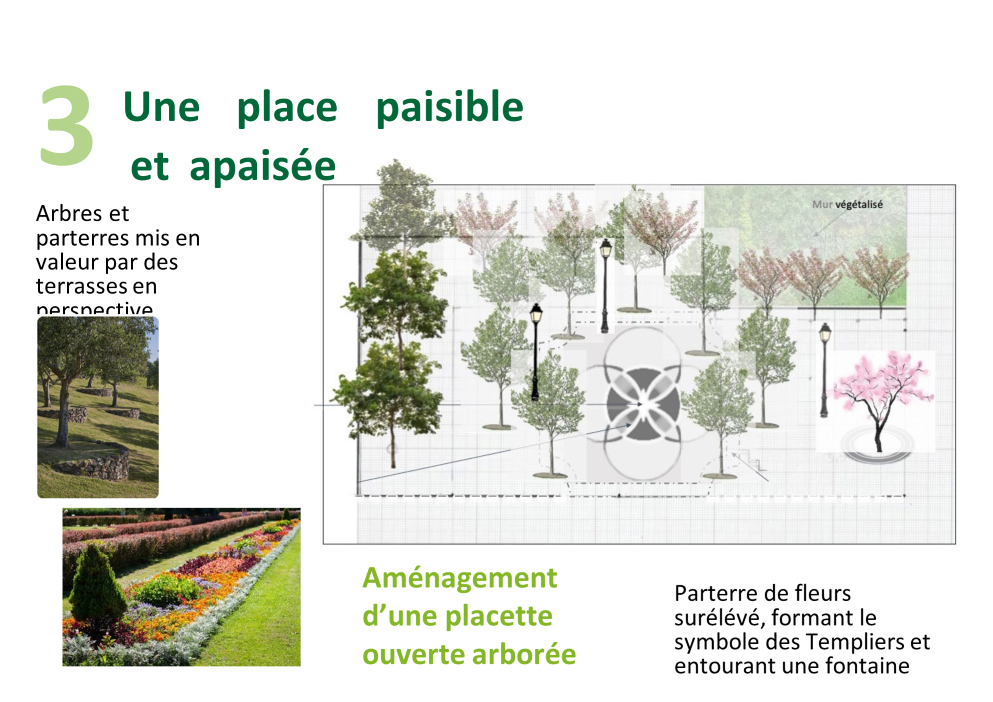 3
Une place paisible
et apaisée
Arbres et
parterres mis en
valeur par des
terrasses en
perspective
Mur végétalisé
Aménagement
d’une placette
ouverte arborée
Parterre de fleurs
surélévé, formant le
symbole des Templiers et
entourant une fontaine